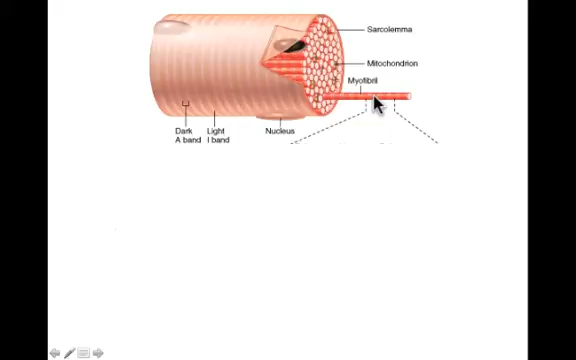 Sarcolemma
Mitochondrion
Myofibril
Dark
A band
Light
I band
Nucleus